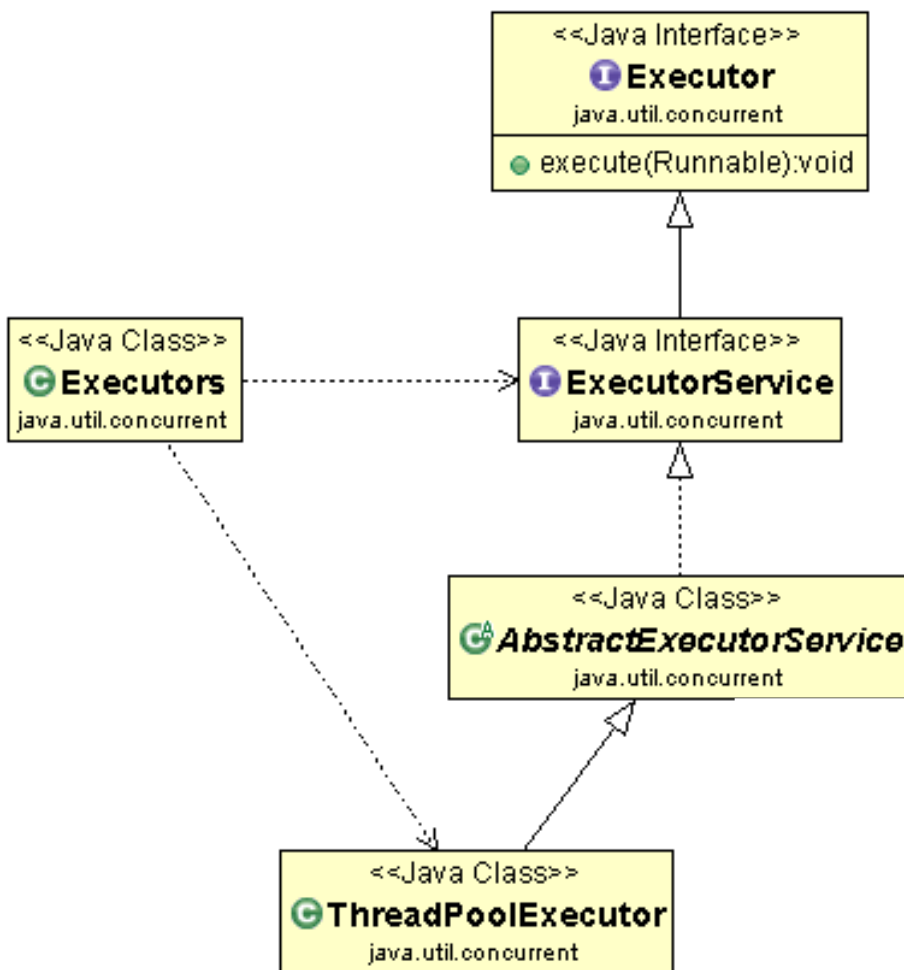 <<Java Interface>>
I Executor
java.util.concurrent
execute(Runnable):void
<<Java Class>>
C Executors
java.util.concurrent
<<Java Interface>>
I ExecutorService
java.util.concurrent
<<Java Class>>
CA AbstractExecutorService
java.util.concurrent
<<Java Class>>
C ThreadPoolExecutor
java.util.concurrent